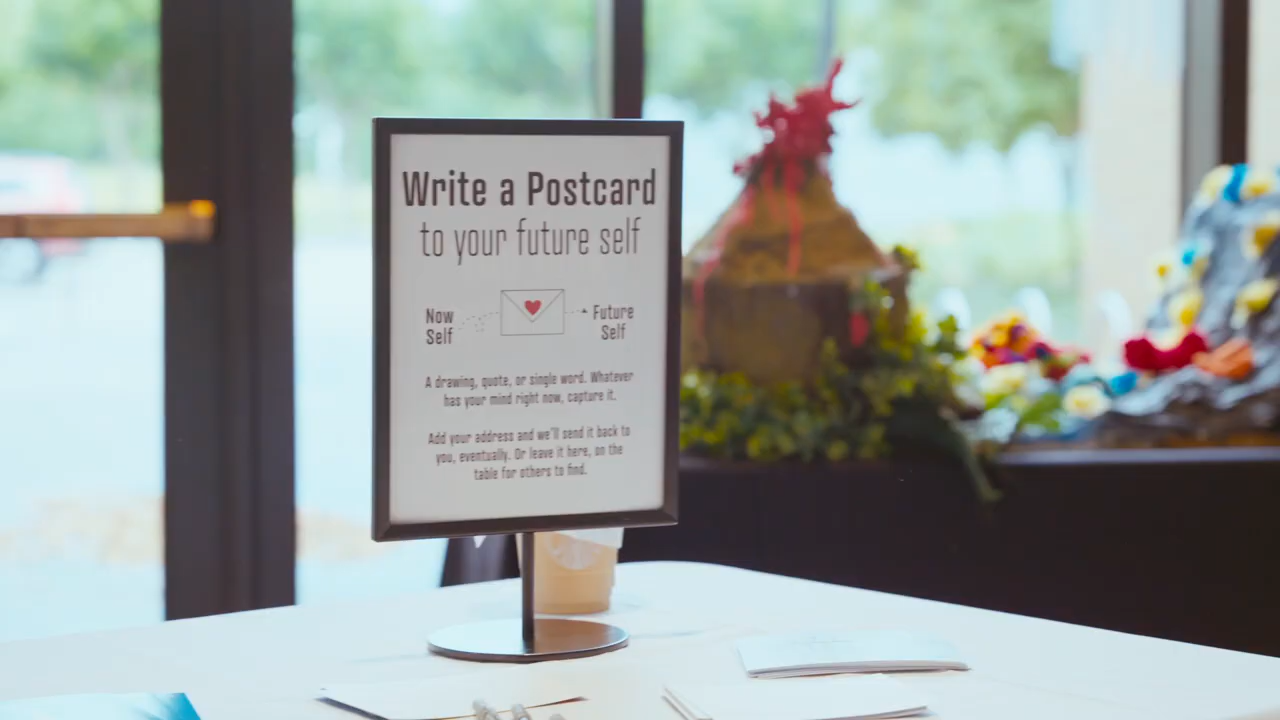 Write a Postcard
to your future self
Now
Self
Future
Self
A drawing, quote, or single word. Whatever
has your mind right now, capture it.
Add your address and we'll send it back to
you, eventually. Or leave it here, on the
table for others to find.